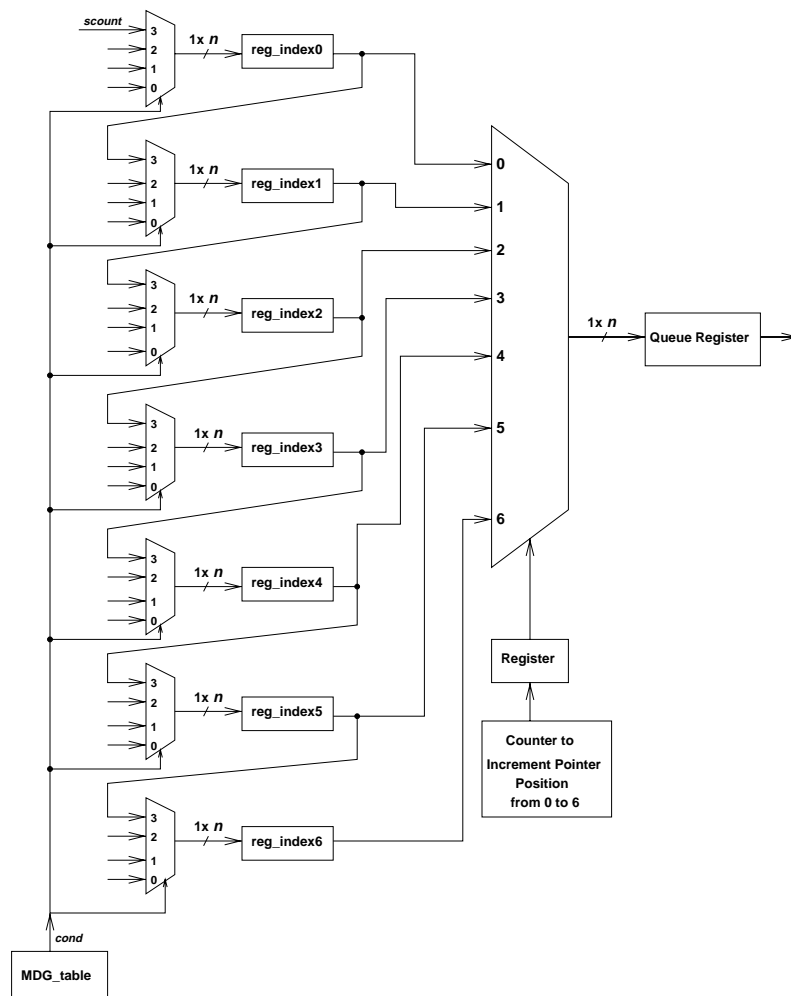 scount
3
2
1
0
1x n
reg_index0
3
2
1
0
1x n
reg_index1
3
2
1
0
1x n
reg_index2
3
2
1
0
1x n
reg_index3
3
2
1
0
1x n
reg_index4
3
2
1
0
1x n
reg_index5
3
2
1
0
1x n
reg_index6
cond
MDG_table
0
1
2
3
4
5
6
1x n
Queue Register
Register
Counter to
Increment Pointer
Position
from 0 to 6